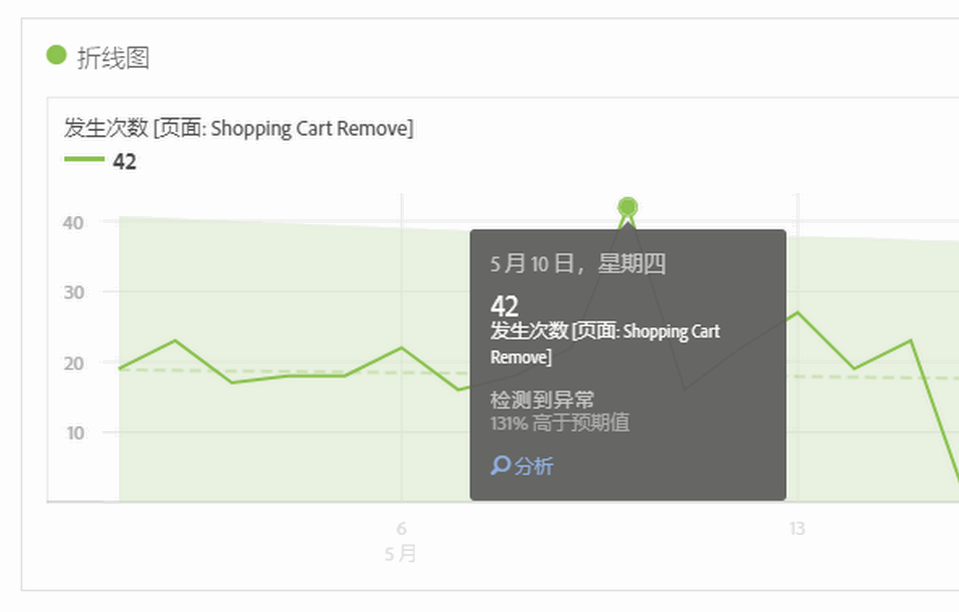 折线图
发生次数 [页面: Shopping Cart Remove]
42
40
30
20
10
5 月 10 日，星期四
42
发生次数 [页面: Shopping Cart
Remove]
检测到异常
131% 高于预期值
分析
6
13
5 月